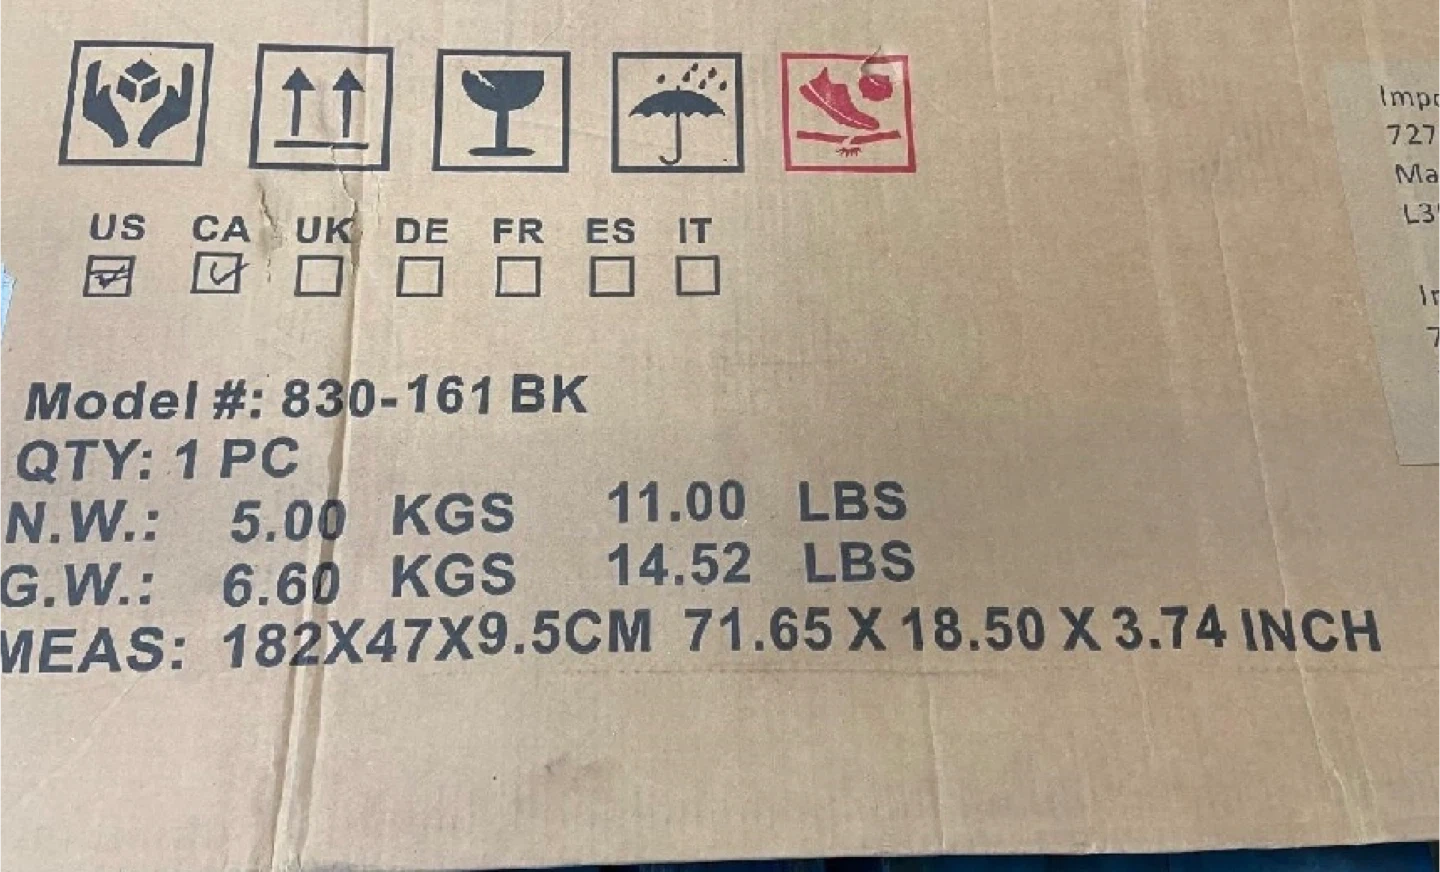 US CA UK DE FR ES IT
Model #: 830-161 BK
QTY: 1 PC
N.W.: 5.00 KGS 11.00 LBS
G.W.: 6.60 KGS 14.52 LBS
MEAS: 182X47X9.5CM 71.65 X 18.50 X 3.74 INCH
727